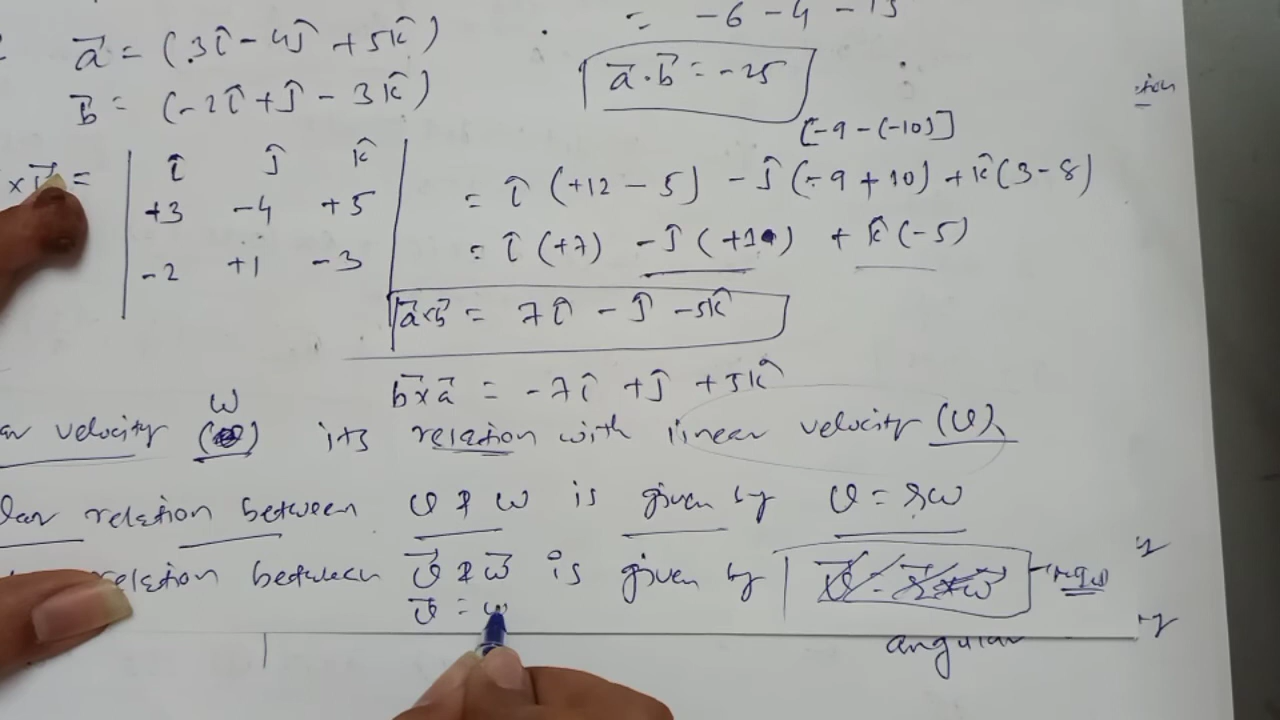 = -6 - 4 - 15
a⃗ = (3î - 4ĵ + 5k̂)
a⃗ . b⃗ = -25
b⃗ = (-2î + ĵ - 3k̂)
[-9 - (-10)]
× b⃗ = | î ĵ k̂ |
+3 -4 +5
-2 +1 -3
= î (+12 - 5) - ĵ (-9 + 10) + k̂ (3 - 8)
= î (+7) - ĵ (+1) + k̂ (-5)
a⃗×b⃗ = 7î - ĵ - 5k̂
b⃗×a⃗ = -7î + ĵ + 5k̂
ω
ar velocity ( ) its relation with linear velocity (v)
lar relation between v & ω is given by v = rω
relation between v⃗ & ω⃗ is given by v⃗ = r⃗ × ω⃗
v⃗ = ω
angular